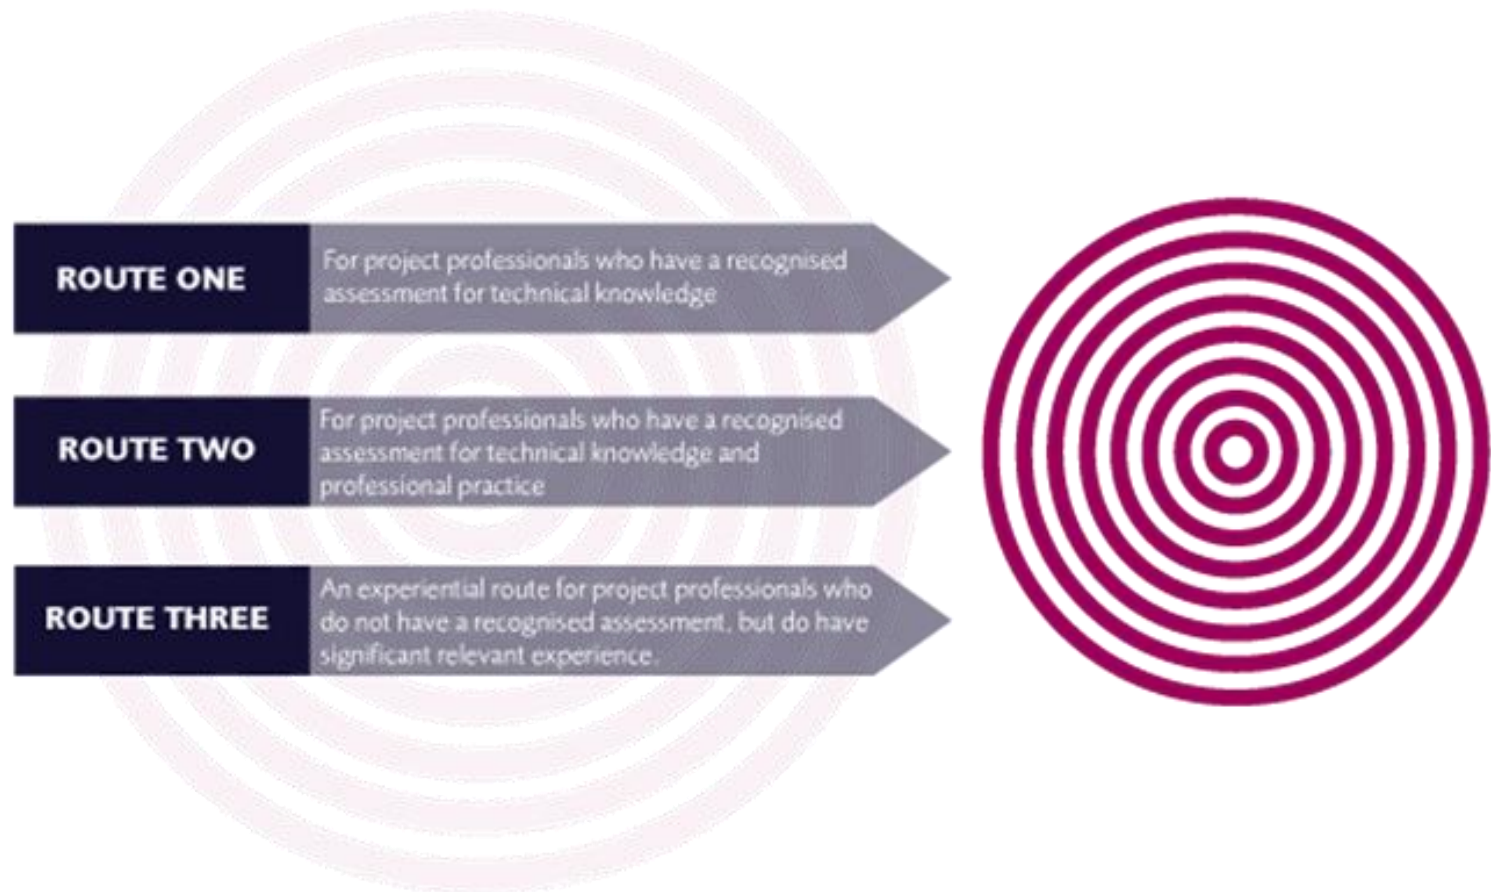 ROUTE ONE
For project professionals who have a recognised
assessment for technical knowledge
ROUTE TWO
For project professionals who have a recognised
assessment for technical knowledge and
professional practice
ROUTE THREE
An experiential route for project professionals who
do not have a recognised assessment, but do have
significant relevant experience.